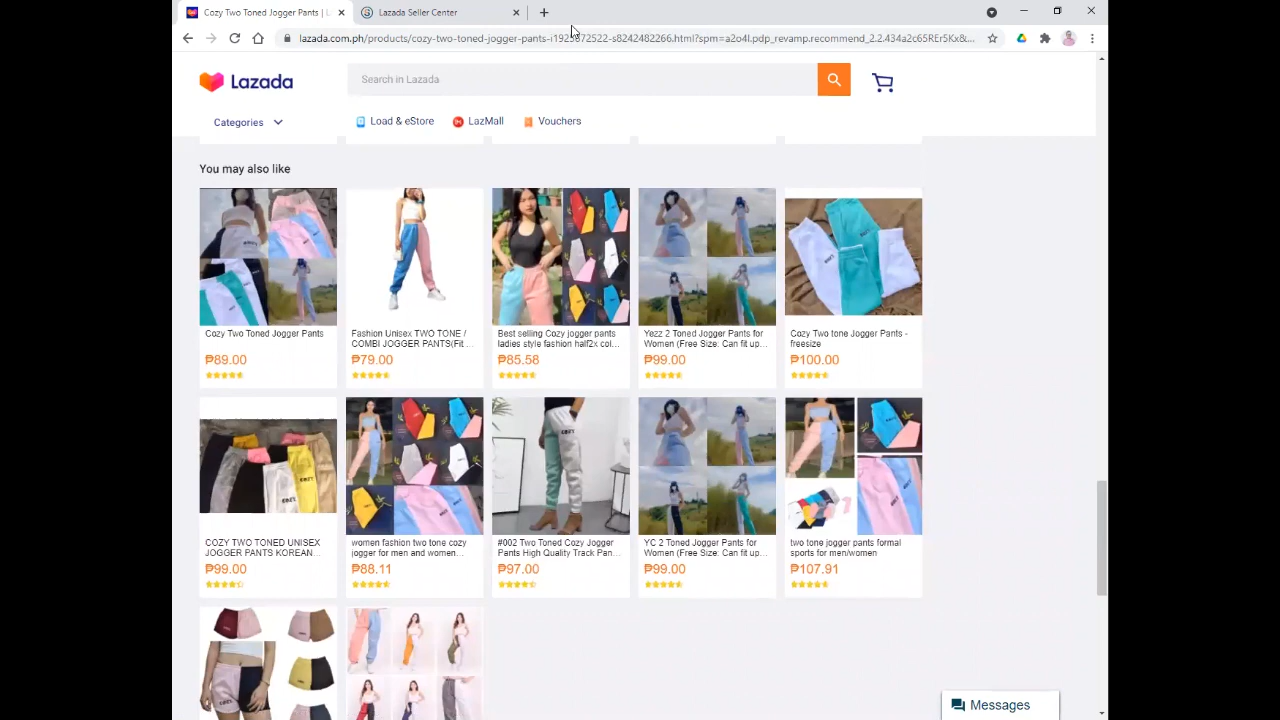 Cozy Two Toned Jogger Pants | L
Lazada Seller Center
lazada.com.ph/products/cozy-two-toned-jogger-pants-i1925
72522-s8242482266.html?spm=a2o4l.pdp_revamp.recommend_2.2.434a2c65REr5Kx&...
Lazada
Search in Lazada
Categories
Load & eStore
LazMall
Vouchers
You may also like
Cozy Two Toned Jogger Pants
₱89.00
Fashion Unisex TWO TONE /
COMBI JOGGER PANTS(Fit ...
₱79.00
Best selling Cozy jogger pants
ladies style fashion half2x col...
₱85.58
Yezz 2 Toned Jogger Pants for
Women (Free Size: Can fit up...
₱99.00
Cozy Two tone Jogger Pants -
freesize
₱100.00
COZY TWO TONED UNISEX
JOGGER PANTS KOREAN...
₱99.00
women fashion two tone cozy
jogger for men and women...
₱88.11
#002 Two Toned Cozy Jogger
Pants High Quality Track Pan...
₱97.00
YC 2 Toned Jogger Pants for
Women (Free Size: Can fit up...
₱99.00
two tone jogger pants formal
sports for men/women
₱107.91
Messages